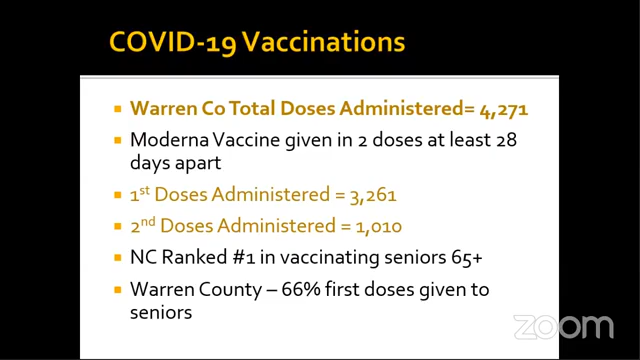 COVID-19 Vaccinations
Warren Co Total Doses Administered= 4,271
Moderna Vaccine given in 2 doses at least 28
days apart
1st Doses Administered = 3,261
2nd Doses Administered = 1,010
NC Ranked #1 in vaccinating seniors 65+
Warren County – 66% first doses given to
seniors
zoom